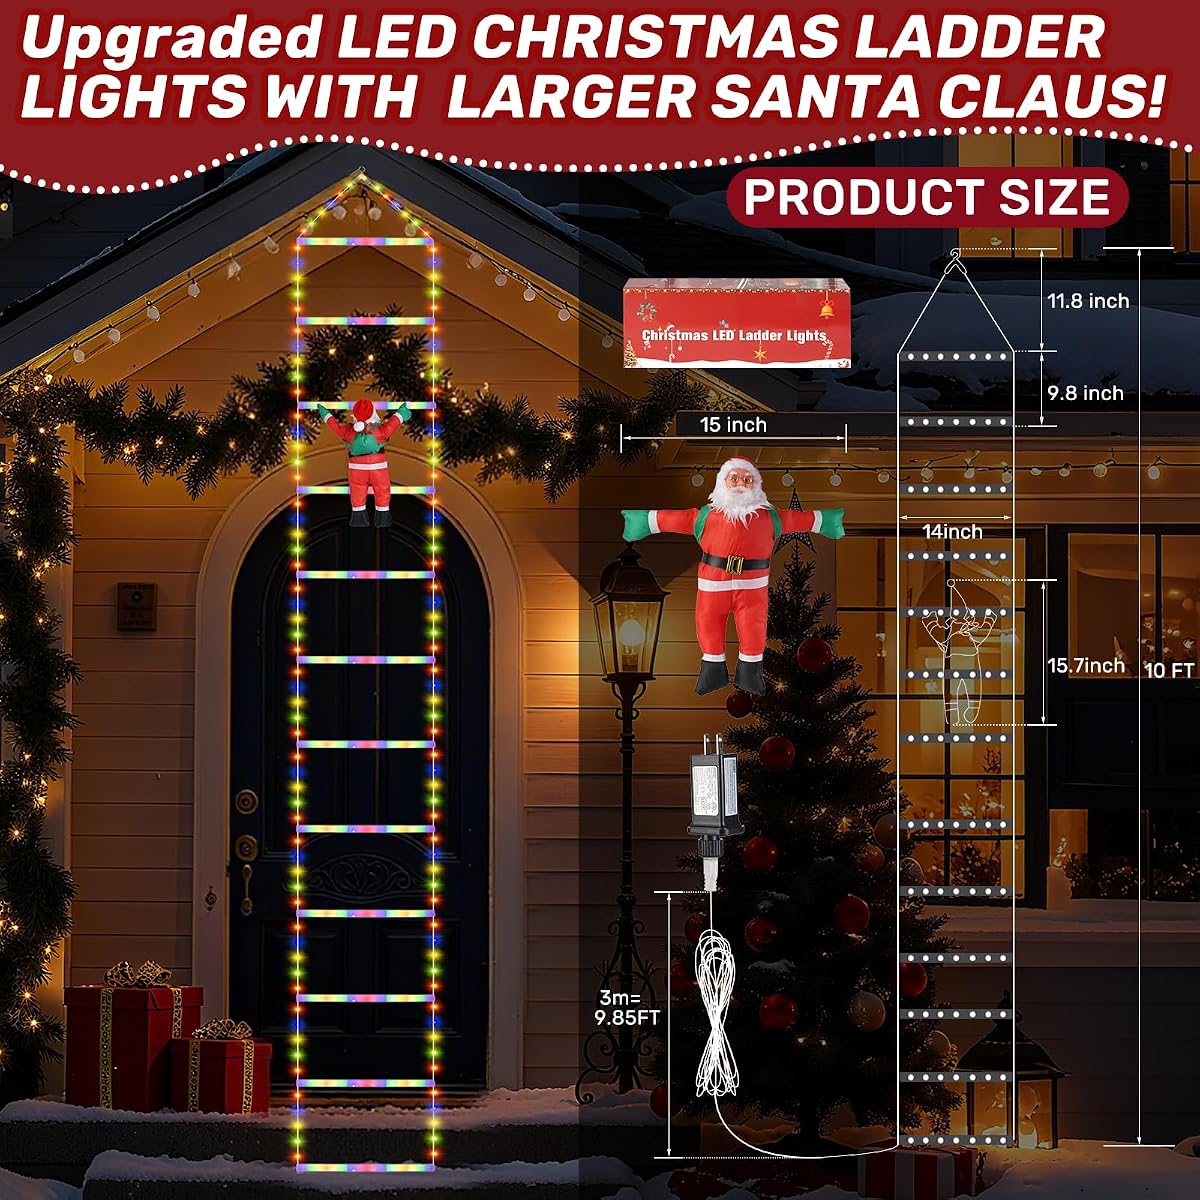 Upgraded LED CHRISTMAS LADDER
LIGHTS WITH LARGER SANTA CLAUS!
PRODUCT SIZE
11.8 inch
Christmas LED Ladder Lights
9.8 inch
15 inch
14inch
15.7inch
10 FT
3m=
9.85FT